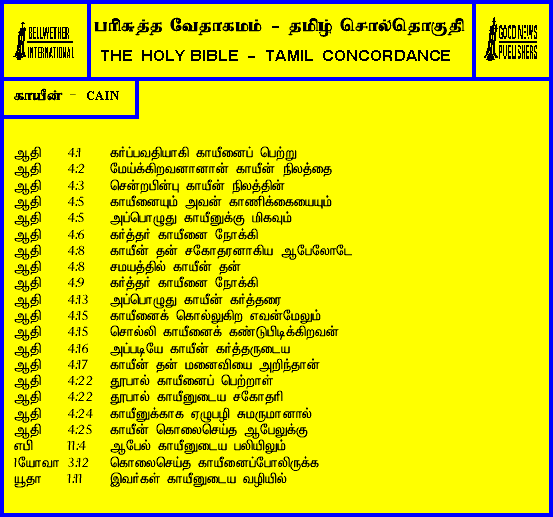 BELLWETHER
INTERNATIONAL
பரிசுத்த வேதாகமம் - தமிழ் சொல்தொகுதி
THE HOLY BIBLE - TAMIL CONCORDANCE
GOOD NEWS
PUBLISHERS
காயீன் - CAIN
ஆதி 4:1 கர்ப்பவதியாகி காயீனைப் பெற்று
ஆதி 4:2 மேய்க்கிறவனானான் காயீன் நிலத்தை
ஆதி 4:3 சென்றபின்பு காயீன் நிலத்தின்
ஆதி 4:5 காயீனையும் அவன் காணிக்கையையும்
ஆதி 4:5 அப்பொழுது காயீனுக்கு மிகவும்
ஆதி 4:6 கர்த்தர் காயீனை நோக்கி
ஆதி 4:8 காயீன் தன் சகோதரனாகிய ஆபேலோடே
ஆதி 4:8 சமயத்தில் காயீன் தன்
ஆதி 4:9 கர்த்தர் காயீனை நோக்கி
ஆதி 4:13 அப்பொழுது காயீன் கர்த்தரை
ஆதி 4:15 காயீனைக் கொல்லுகிற எவன்மேலும்
ஆதி 4:15 சொல்லி காயீனைக் கண்டுபிடிக்கிறவன்
ஆதி 4:16 அப்படியே காயீன் கர்த்தருடைய
ஆதி 4:17 காயீன் தன் மனைவியை அறிந்தான்
ஆதி 4:22 தூபால் காயீனைப் பெற்றாள்
ஆதி 4:22 தூபால் காயீனுடைய சகோதரி
ஆதி 4:24 காயீனுக்காக ஏழுபழி சுமருமானால்
ஆதி 4:25 காயீன் கொலைசெய்த ஆபேலுக்கு
எபி 11:4 ஆபேல் காயீனுடைய பலியிலும்
1யோவா 3:12 கொலைசெய்த காயீனைப்போலிருக்க
யூதா 1:11 இவர்கள் காயீனுடைய வழியில்